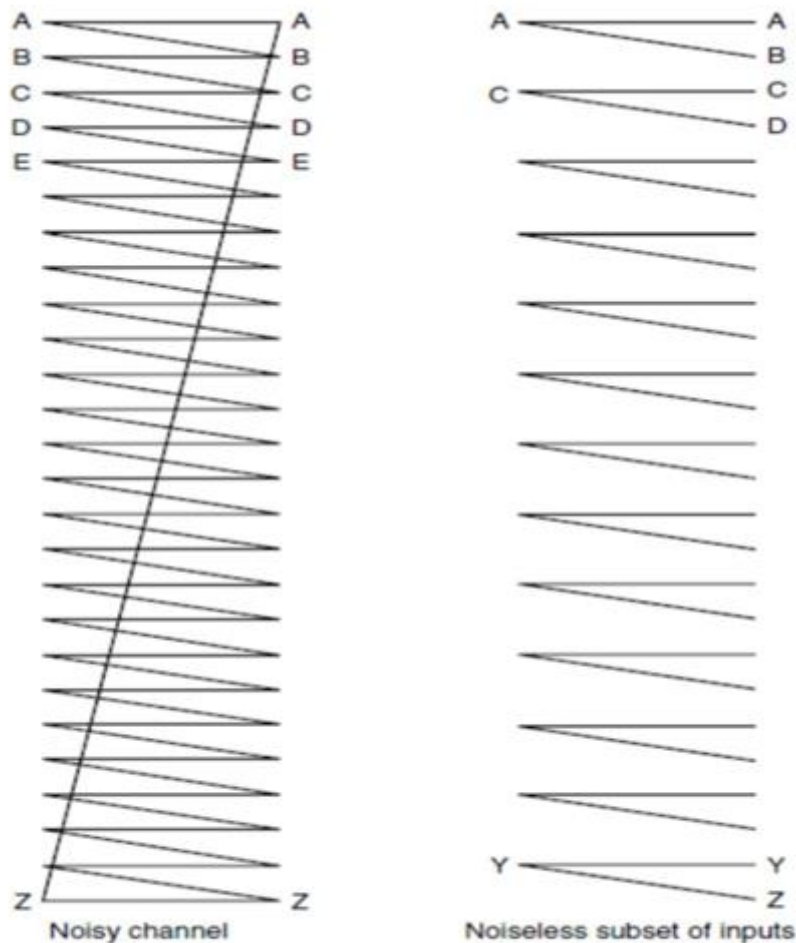 A A A A
B B B
C C C C
D D D
E E
Y Y
Z Z Z
Noisy channel Noiseless subset of inputs